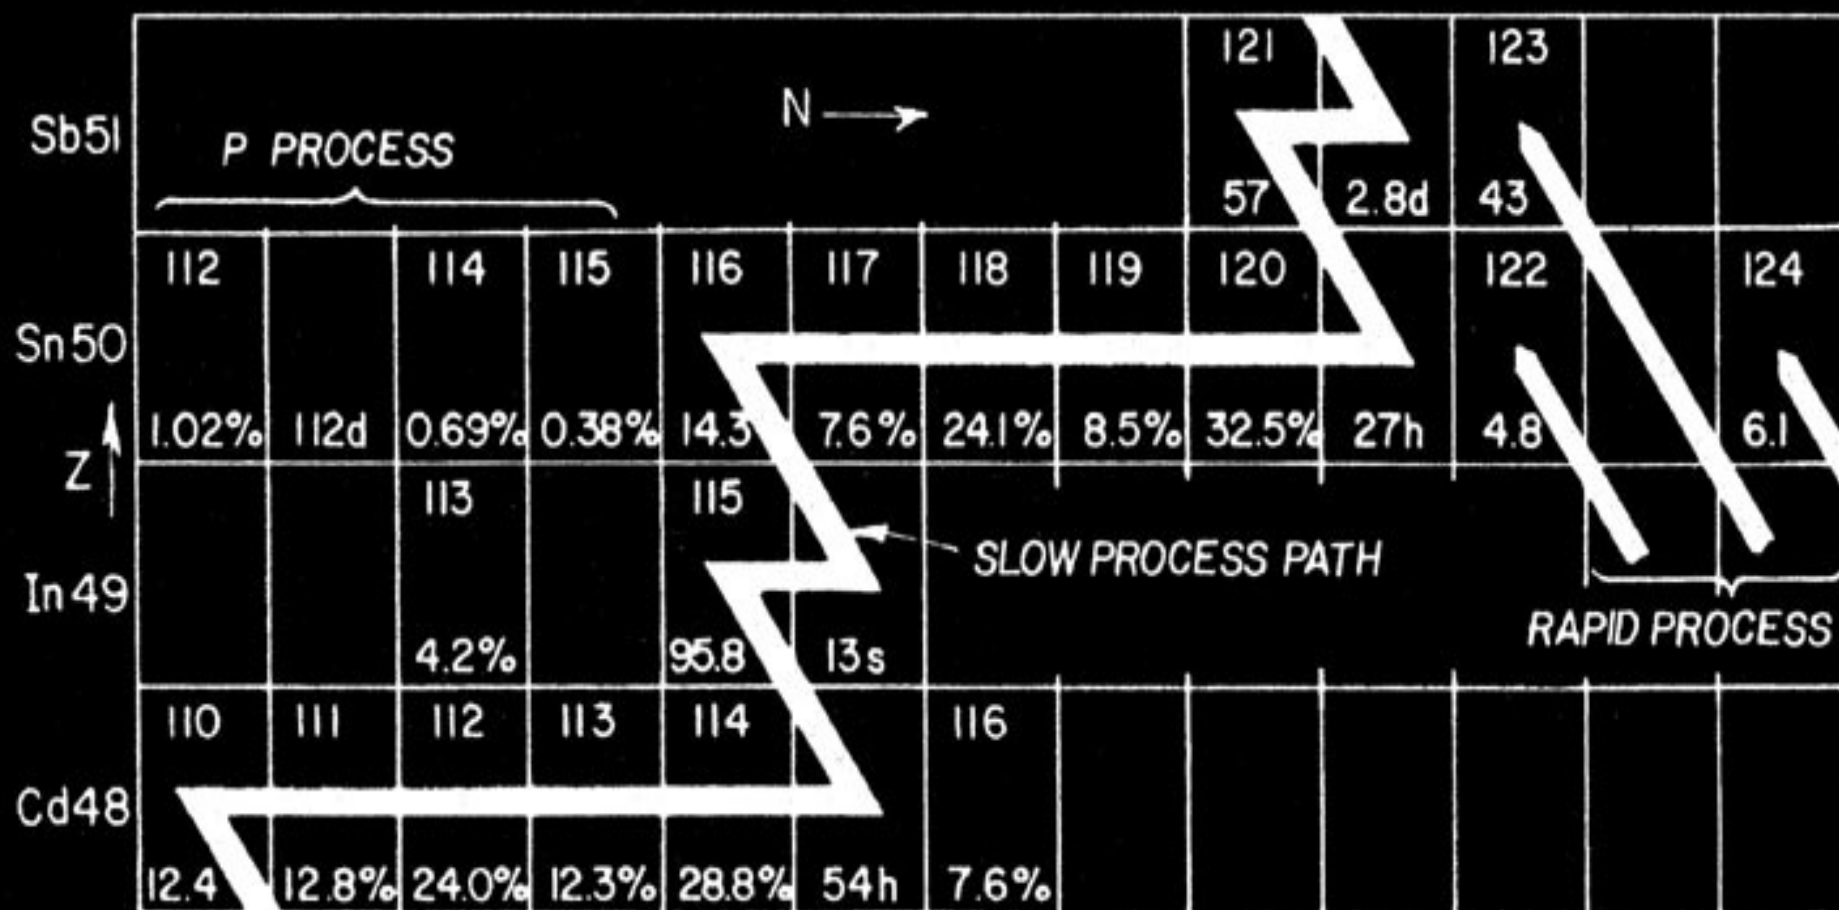 121 123
Sb51 P PROCESS N
57 2.8d 43
112 114 115 116 117 118 119 120 122 124
Sn50
1.02% 112d 0.69% 0.38% 14.3 7.6% 24.1% 8.5% 32.5% 27h 4.8 6.1
Z
113 115
In49 SLOW PROCESS PATH
RAPID PROCESS
4.2% 95.8 13s
110 111 112 113 114 116
Cd48
12.4 12.8% 24.0% 12.3% 28.8% 54h 7.6%